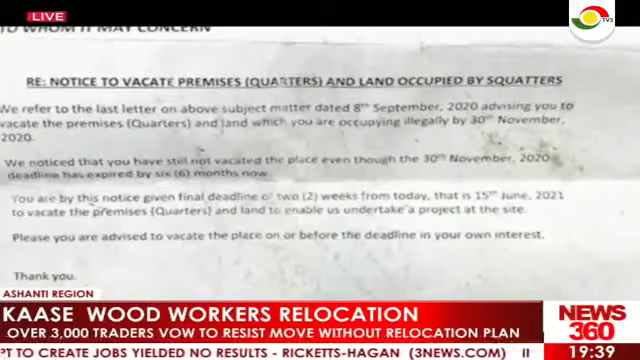 LIVE
TO WHOM IT MAY CONCERN
TV3
RE: NOTICE TO VACATE PREMISES (QUARTERS) AND LAND OCCUPIED BY SQUATTERS
We refer to the last letter on above subject matter dated 8th September, 2020 advising you to
vacate the premises (Quarters) and land which you are occupying illegally by 30th November,
2020.
We noticed that you have still not vacated the place even though the 30th November, 2020
deadline has expired by six (6) months now.
You are by this notice given final deadline of two (2) weeks from today, that is 15th June, 2021
to vacate the premises (Quarters) and land to enable us undertake a project at the site.
Please you are advised to vacate the place on or before the deadline in your own interest.
Thank you.
ASHANTI REGION
KAASE WOOD WORKERS RELOCATION
OVER 3,000 TRADERS VOW TO RESIST MOVE WITHOUT RELOCATION PLAN
NEWS
360
PT TO CREATE JOBS YIELDED NO RESULTS - RICKETTS-HAGAN (3NEWS.COM) II
19:39